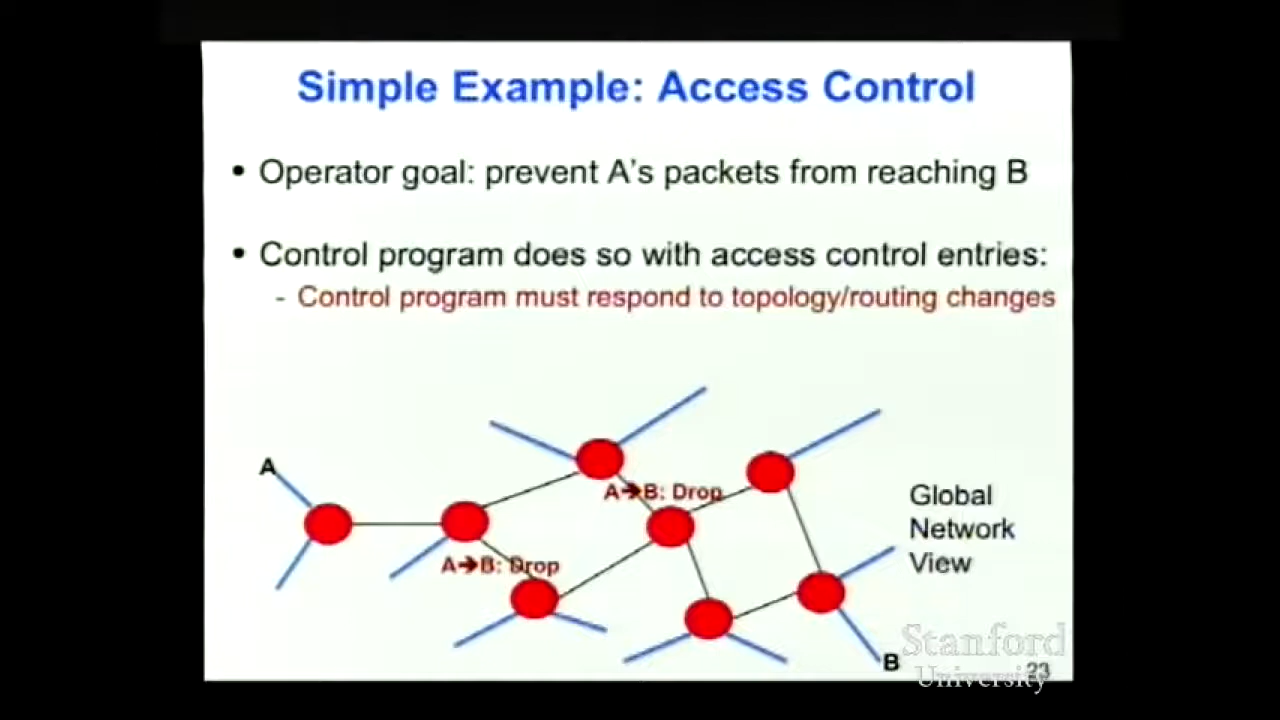 Simple Example: Access Control
• Operator goal: prevent A's packets from reaching B
• Control program does so with access control entries:
- Control program must respond to topology/routing changes
A
A➔B: Drop
Global
Network
View
A➔B: Drop
B
Stanford
University
23